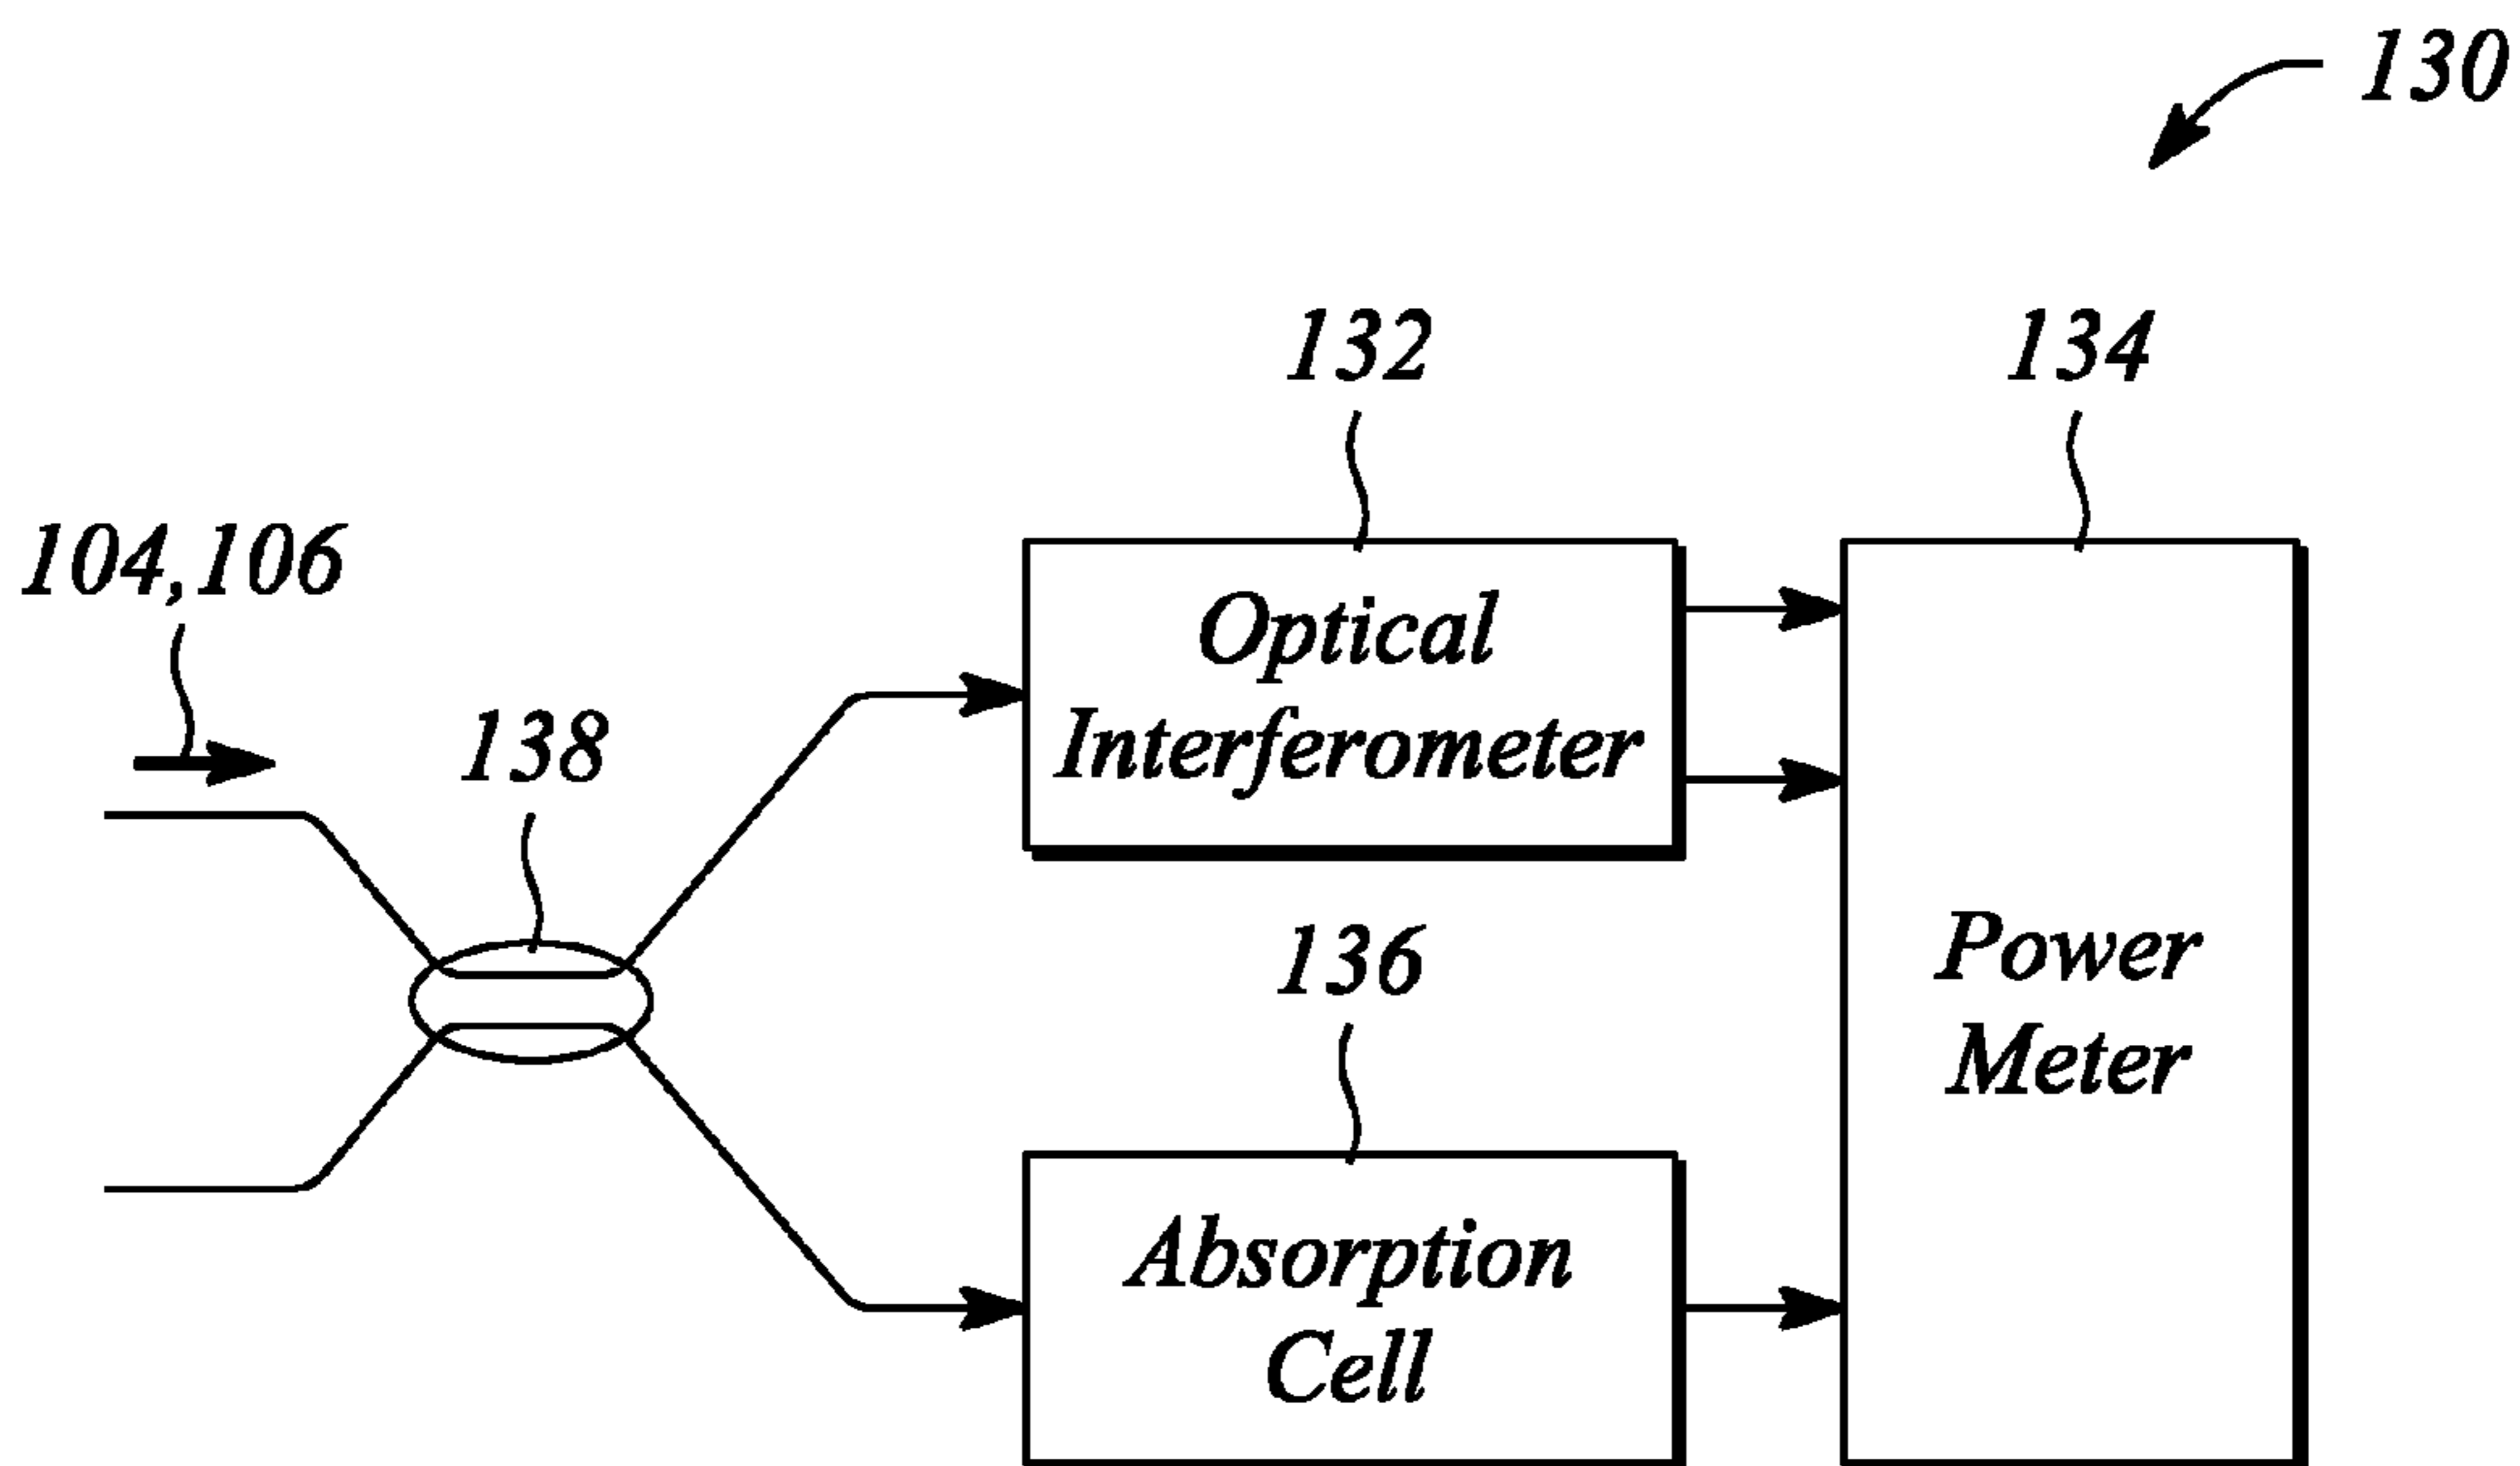 130
132
134
104,106
138
Optical
Interferometer
136
Power
Meter
Absorption
Cell